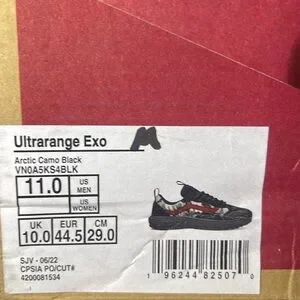 Ultrarange Exo M
Arctic Camo Black
VN0A5KS4BLK
11.0 US MEN
US WOMEN
UK EUR CM
10.0 44.5 29.0
SJV - 06/22
CPSIA PO/CUT#
4200081534
1 96244 82507 0